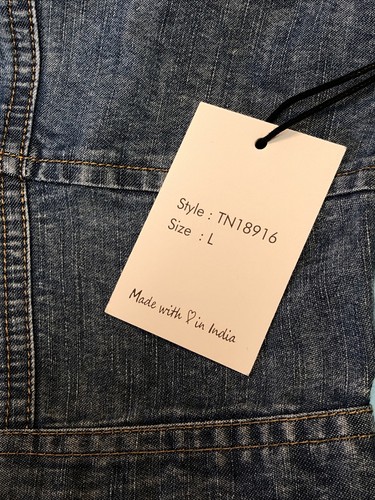 Style : TN18916
Size : L
Made with ♡ in India